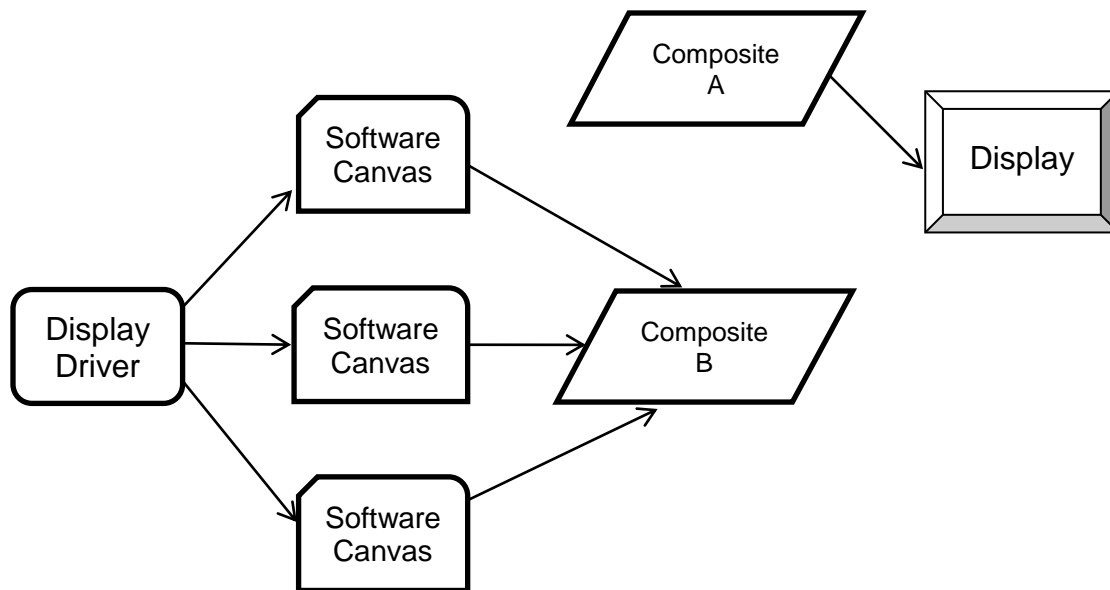 Composite
A
Display
Software
Canvas
Display
Driver
Software
Canvas
Composite
B
Software
Canvas